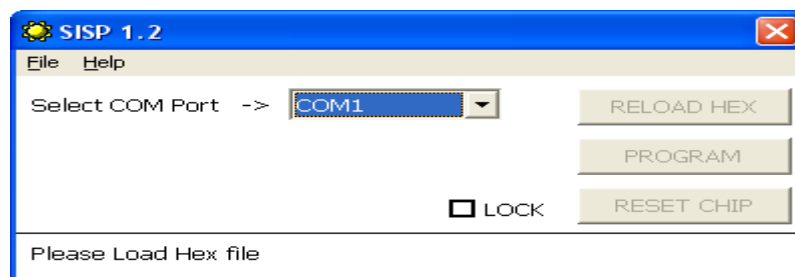 SISP 1.2
File Help
Select COM Port -> COM1
RELOAD HEX
PROGRAM
LOCK
RESET CHIP
Please Load Hex file